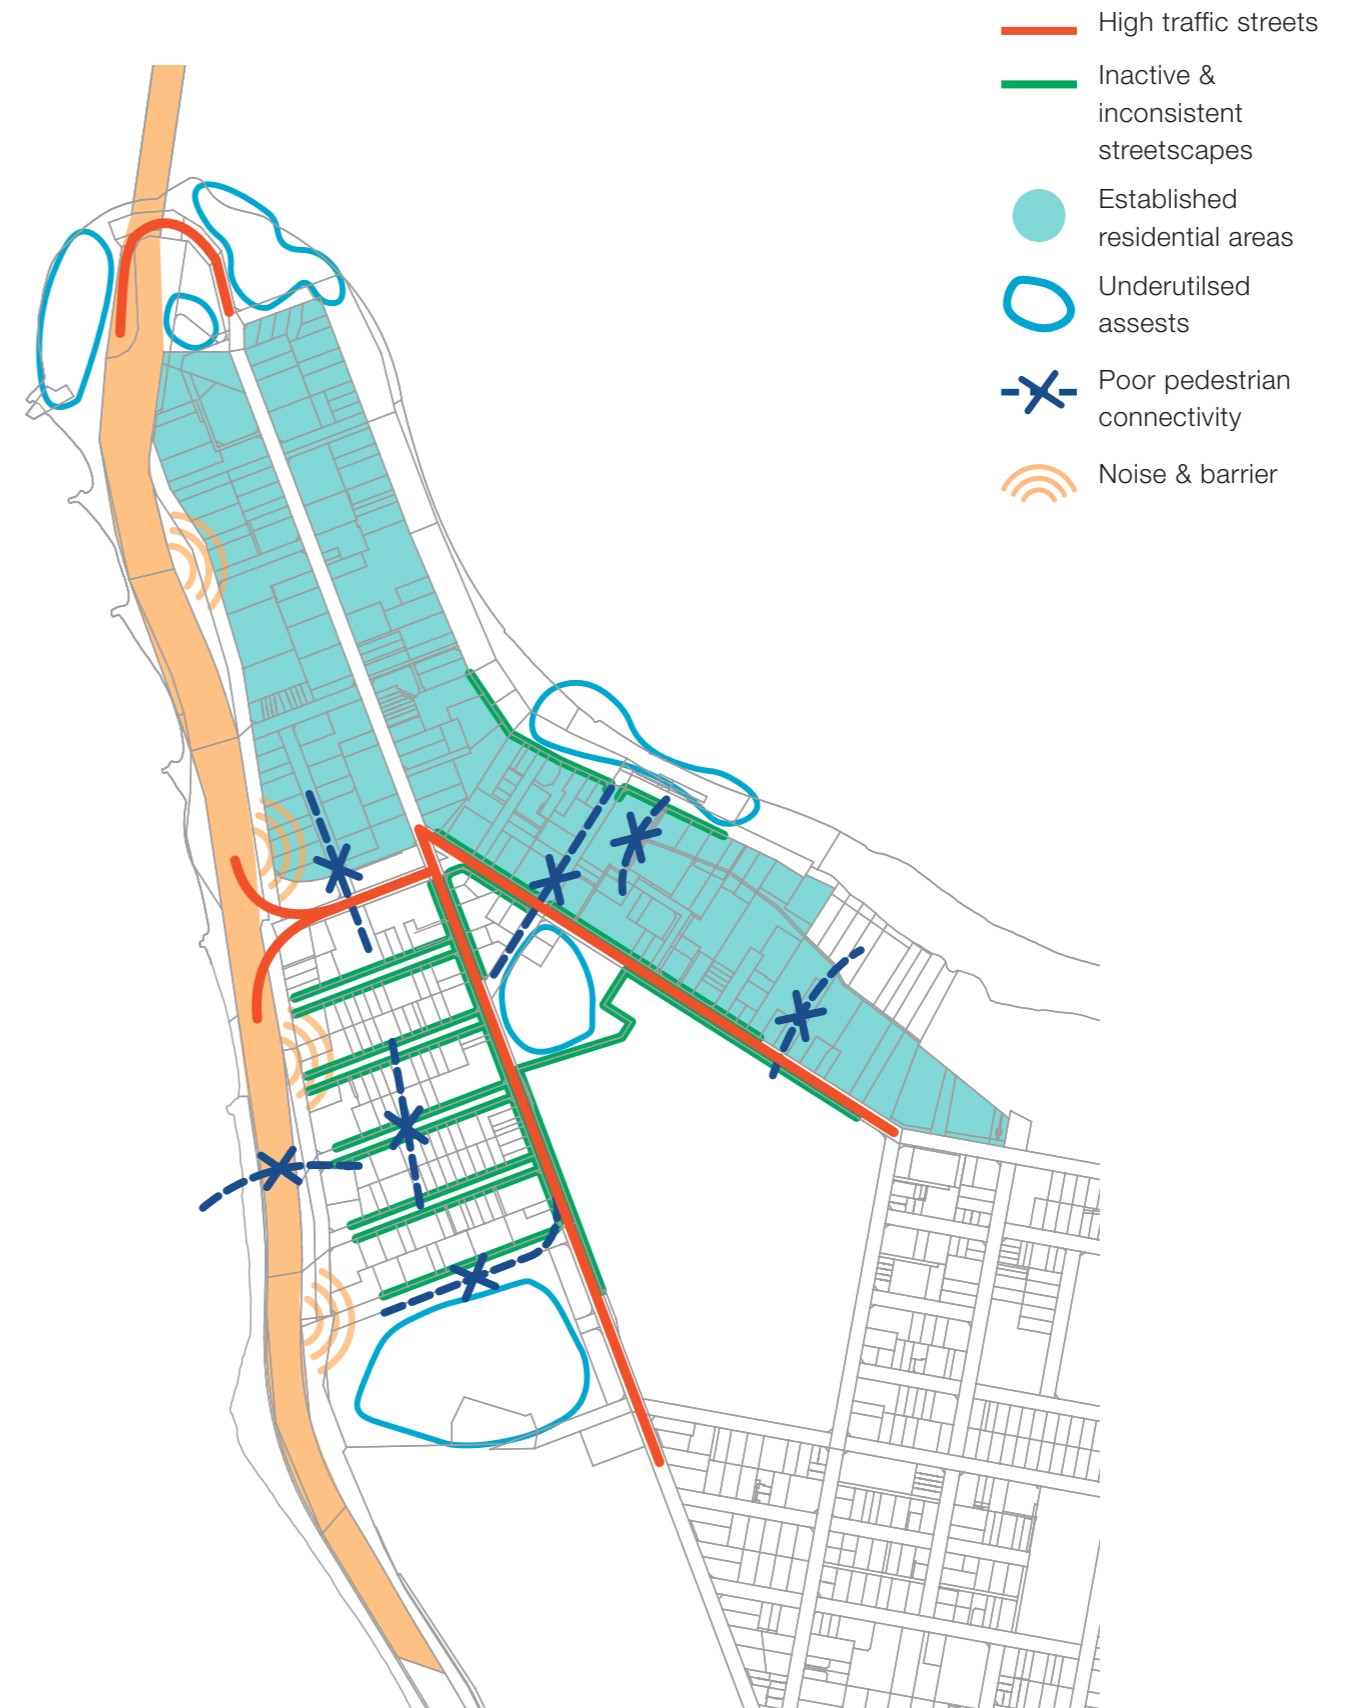 High traffic streets
Inactive &
inconsistent
streetscapes
Established
residential areas
Underutilsed
assests
Poor pedestrian
connectivity
Noise & barrier